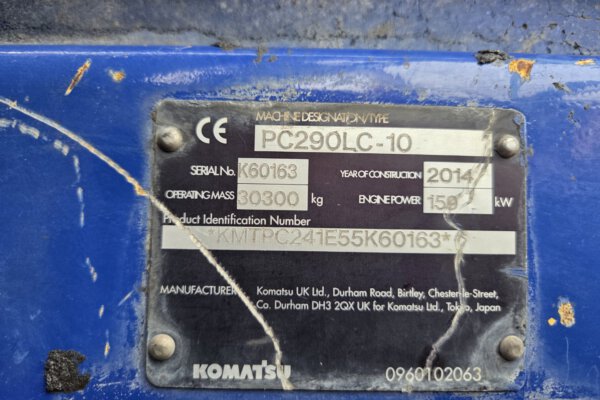 CE
MACHINE DESIGNATION/TYPE
PC290LC-10
SERIAL No. K60163 YEAR OF CONSTRUCTION 2014
OPERATING MASS 30300 kg ENGINE POWER 159 kW
Product Identification Number
*KMTPC241E55K60163*
MANUFACTURER Komatsu UK Ltd., Durham Road, Birtley, Chester-le-Street,
Co. Durham DH3 2QX UK for Komatsu Ltd., Tokyo, Japan
KOMATSU 0960102063